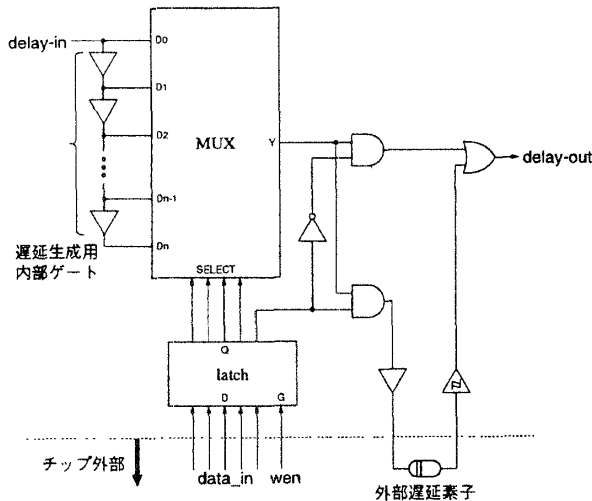 delay-in
D0
D1
D2
MUX
Y
delay-out
Dn-1
Dn
遅延生成用
内部ゲート
SELECT
Q
latch
D
G
チップ外部
data_in
wen
外部遅延素子